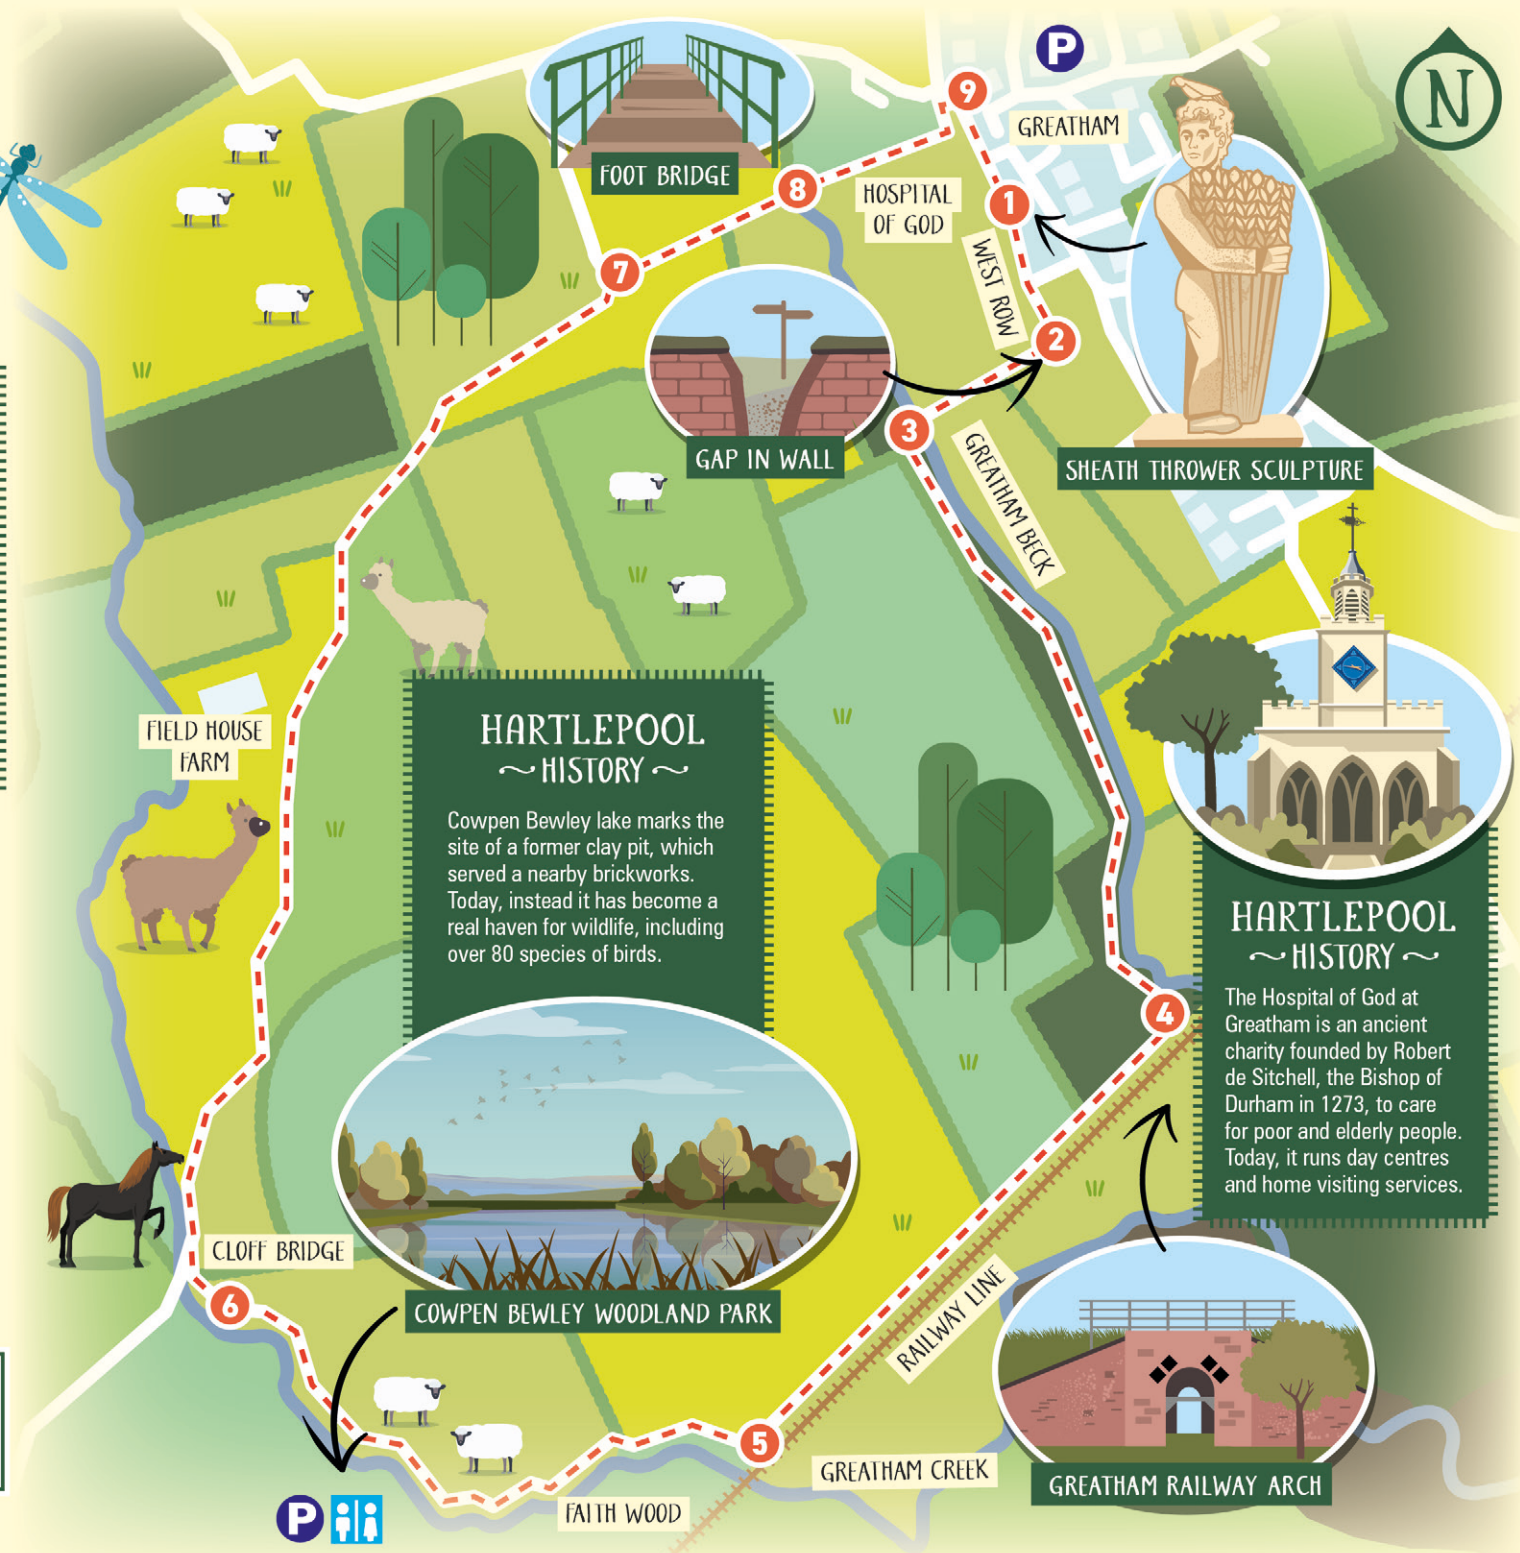 P
N
9
GREATHAM
FOOT BRIDGE
8
HOSPITAL
OF GOD
1
WEST ROW
7
2
3
GAP IN WALL
SHEATH THROWER SCULPTURE
GREATHAM BECK
FIELD HOUSE
FARM
HARTLEPOOL
HISTORY
Cowpen Bewley lake marks the
site of a former clay pit, which
served a nearby brickworks.
Today, instead it has become a
real haven for wildlife, including
over 80 species of birds.
HARTLEPOOL
HISTORY
The Hospital of God at
Greatham is an ancient
charity founded by Robert
de Sitchell, the Bishop of
Durham in 1273, to care
for poor and elderly people.
Today, it runs day centres
and home visiting services.
4
CLOFF BRIDGE
6
COWPEN BEWLEY WOODLAND PARK
RAILWAY LINE
5
GREATHAM CREEK
GREATHAM RAILWAY ARCH
FAITH WOOD
P